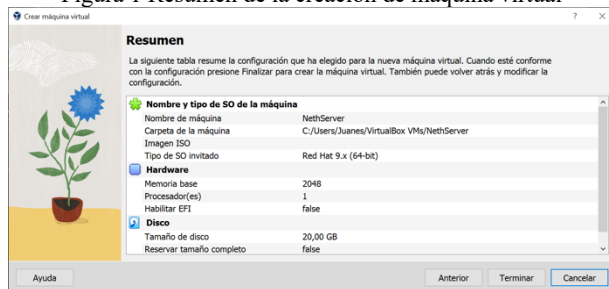 Figura 1 Resumen de la creación de máquina virtual
Crear máquina virtual
Resumen
La siguiente tabla resume la configuración que ha elegido para la nueva máquina virtual. Cuando esté conforme
con la configuración presione Finalizar para crear la máquina virtual. También puede volver atrás y modificar la
configuración.
Nombre y tipo de SO de la máquina
Nombre de máquina NethServer
Carpeta de la máquina C:/Users/Juanes/VirtualBox VMs/NethServer
Imagen ISO
Tipo de SO invitado Red Hat 9.x (64-bit)
Hardware
Memoria base 2048
Procesador(es) 1
Habilitar EFI false
Disco
Tamaño de disco 20,00 GB
Reservar tamaño completo false
Ayuda Anterior Terminar Cancelar